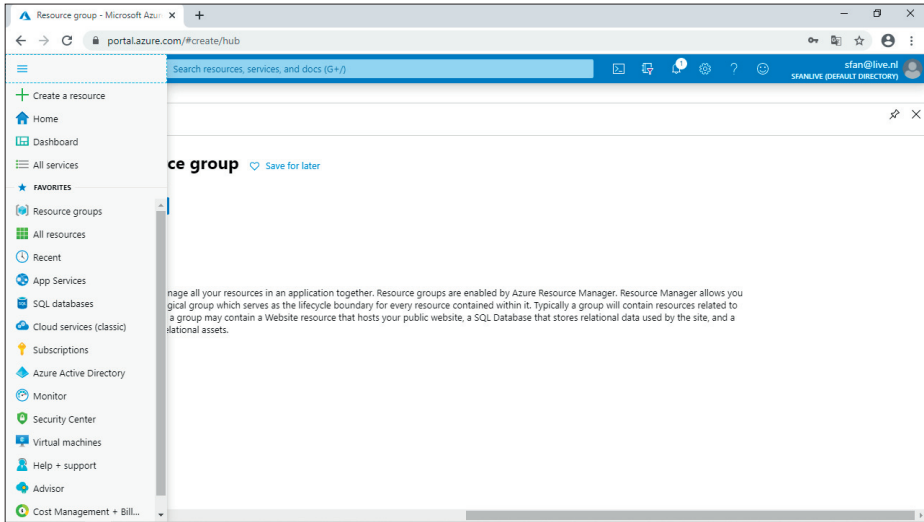 Resource group - Microsoft Azur
portal.azure.com/#create/hub
Search resources, services, and docs (G+/)
1
sfan@live.nl
SFANLIVE (DEFAULT DIRECTORY)
Create a resource
Home
Dashboard
All services
FAVORITES
Resource groups
All resources
Recent
App Services
SQL databases
Cloud services (classic)
Subscriptions
Azure Active Directory
Monitor
Security Center
Virtual machines
Help + support
Advisor
Cost Management + Bill...
ce group Save for later
nage all your resources in an application together. Resource groups are enabled by Azure Resource Manager. Resource Manager allows you
gical group which serves as the lifecycle boundary for every resource contained within it. Typically a group will contain resources related to
a group may contain a Website resource that hosts your public website, a SQL Database that stores relational data used by the site, and a
elational assets.